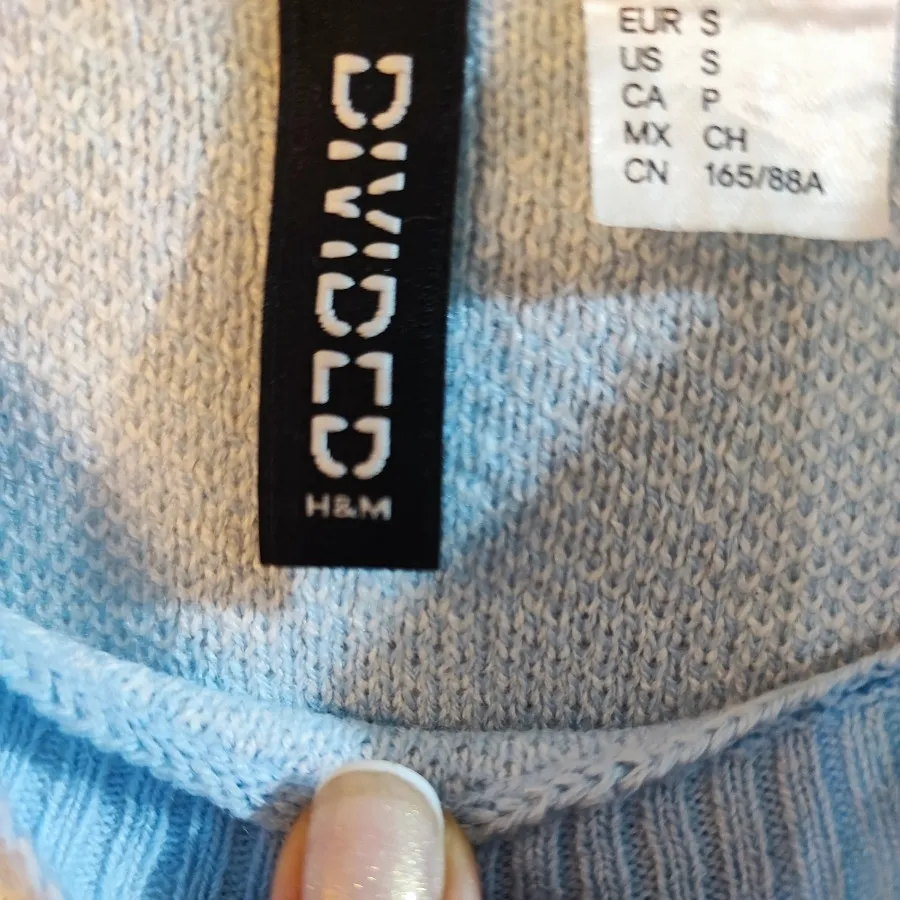 DIVIDED
H&M
EUR S
US S
CA P
MX CH
CN 165/88A